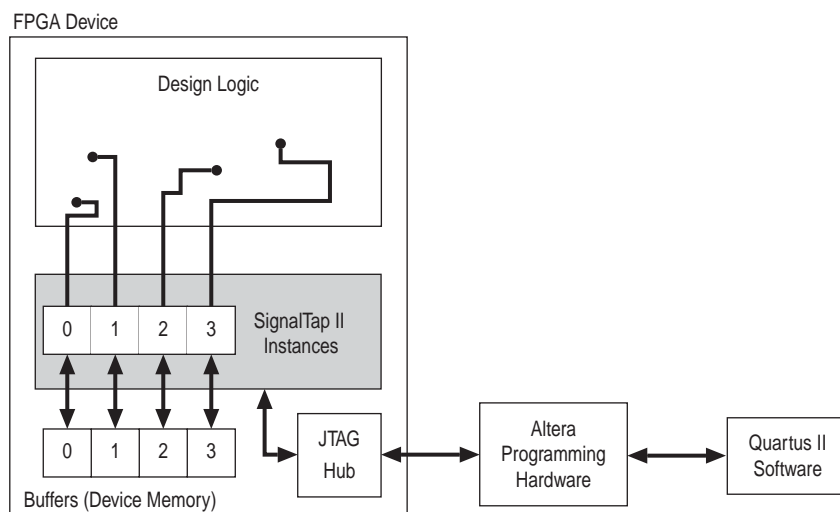 FPGA Device
Design Logic
0 1 2 3
SignalTap II
Instances
0 1 2 3
Buffers (Device Memory)
JTAG
Hub
Altera
Programming
Hardware
Quartus II
Software